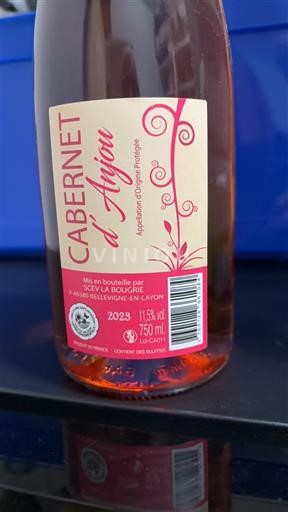 CABERNET
d'Anjou
Appellation d'Origine Protégée
VINI
Mis en bouteille par
SCEV LA BOUGRIE
F-49380 BELLEVIGNE-EN-LAYON
2023
11,5% vol.
750 ml.
Lot CA011
PRODUIT DE FRANCE
CONTIENT DES SULFITES